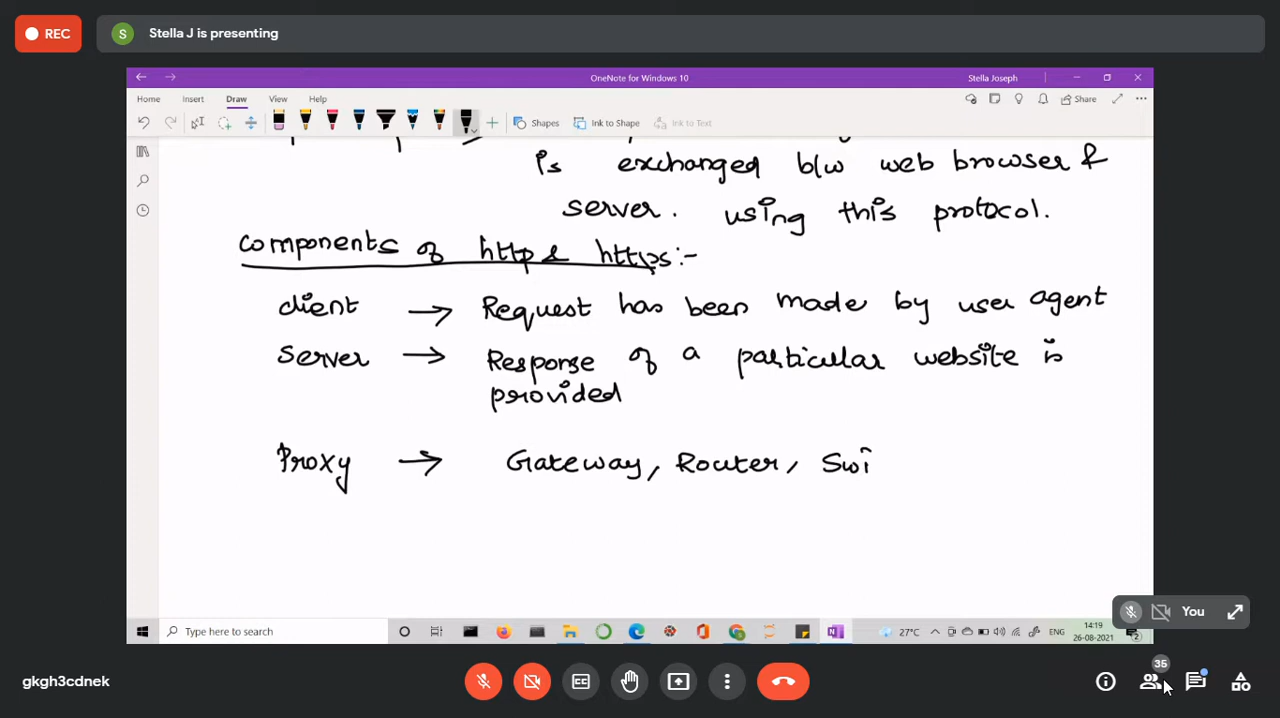 REC
S Stella J is presenting
OneNote for Windows 10
Stella Joseph
Home Insert Draw View Help
Share
Shapes Ink to Shape Ink to Text
is exchanged b/w web browser &
server. using this protocol.
components of http & https:-
client → Request has been made by user agent
server → Response of a particular website is
provided
Proxy → Gateway, Router, Swi
You
Type here to search
27°C
ENG
14:19
26-08-2021
2
35
gkgh3cdnek
CC